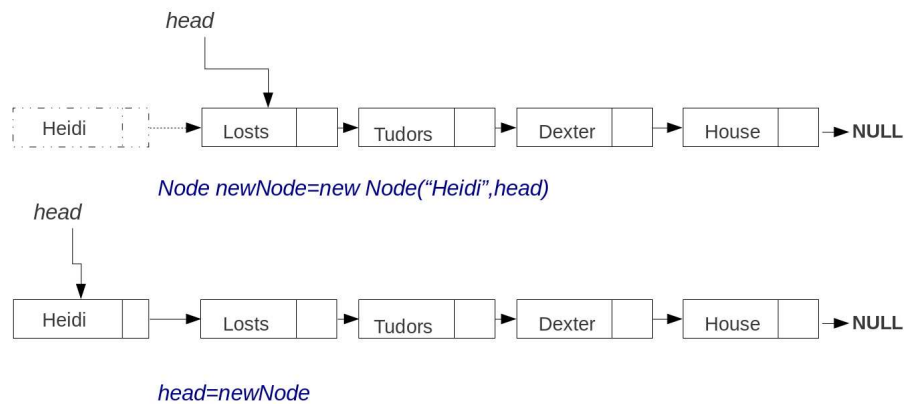 head
Heidi Losts Tudors Dexter House NULL
Node newNode=new Node(“Heidi”,head)
head
Heidi Losts Tudors Dexter House NULL
head=newNode